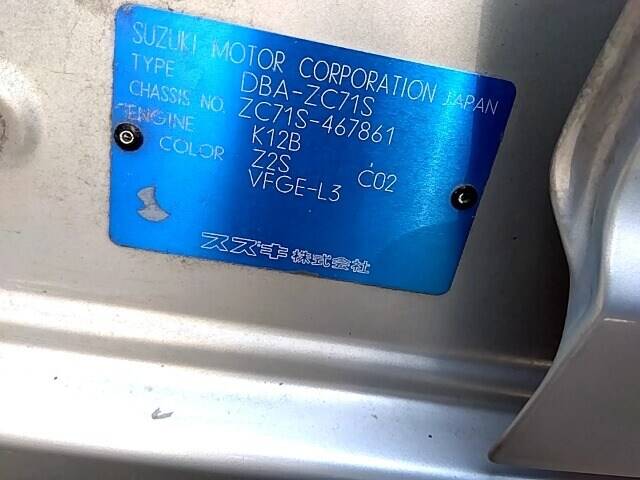 SUZUKI MOTOR CORPORATION JAPAN
TYPE DBA-ZC71S
CHASSIS NO. ZC71S-467861
ENGINE K12B
COLOR Z2S C02
VFGE-L3
スズキ株式会社